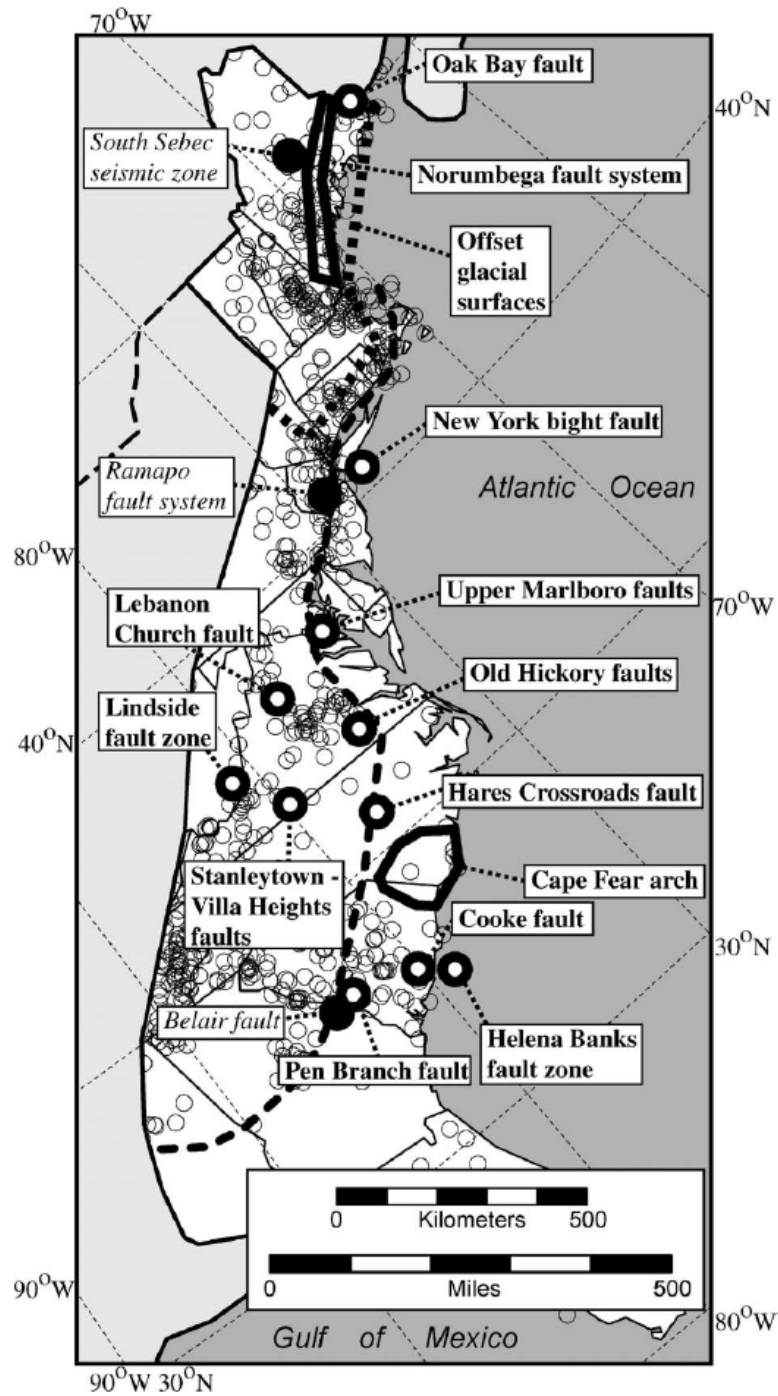 70°W
Oak Bay fault
40°N
South Sebec
seismic zone
Norumbega fault system
Offset
glacial
surfaces
New York bight fault
Ramapo
fault system
Atlantic Ocean
80°W
Lebanon
Church fault
Upper Marlboro faults
70°W
Old Hickory faults
Lindside
fault zone
40°N
Hares Crossroads fault
Stanleytown -
Villa Heights
faults
Cape Fear arch
Cooke fault
30°N
Belair fault
Helena Banks
fault zone
Pen Branch fault
0 Kilometers 500
0 Miles 500
90°W
80°W
Gulf of Mexico
90°W 30°N